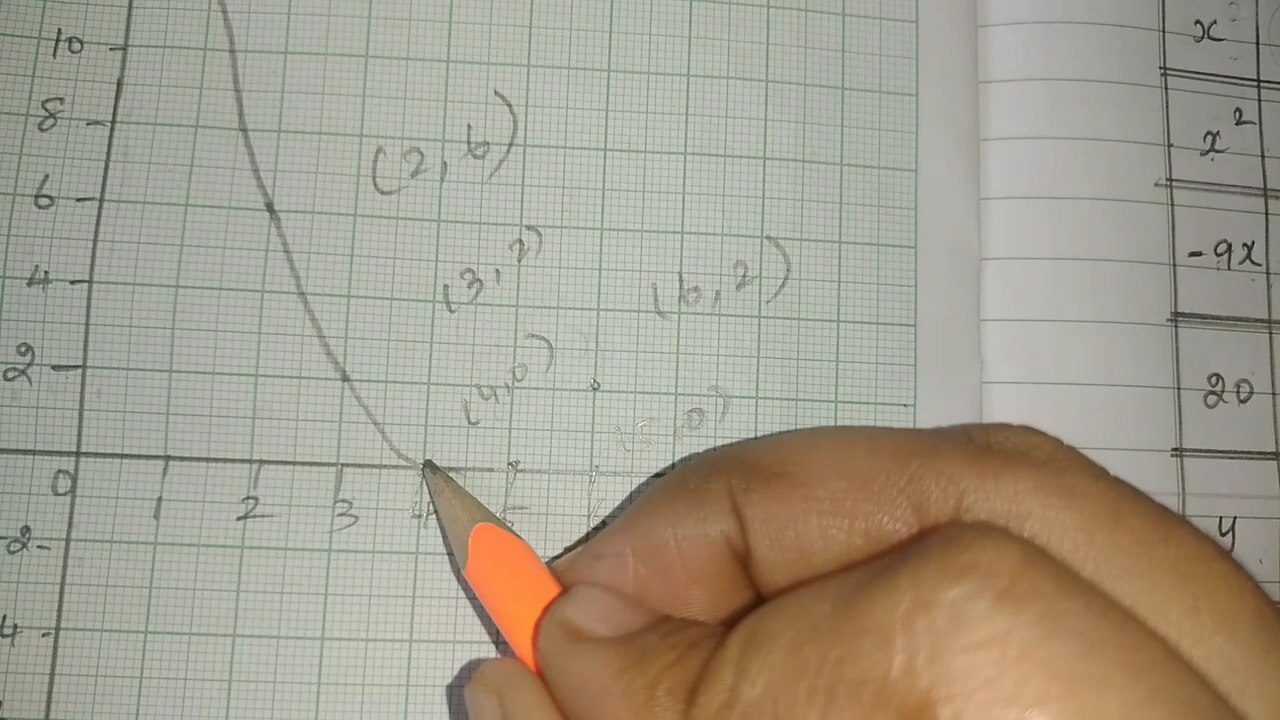 10
8
6
4
2
0
1 2 3 4 5 6
-2
4
(2, 6)
(3, 2)
(6, 2)
(4, 0)
(5, 0)
x
x²
-9x
20
y